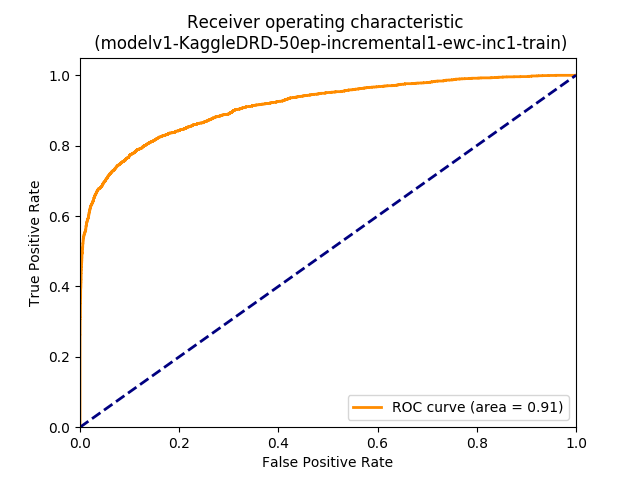 Receiver operating characteristic
(modelv1-KaggleDRD-50ep-incremental1-ewc-inc1-train)
1.0
0.8
0.6
0.4
0.2
0.0
True Positive Rate
ROC curve (area = 0.91)
0.0 0.2 0.4 0.6 0.8 1.0
False Positive Rate